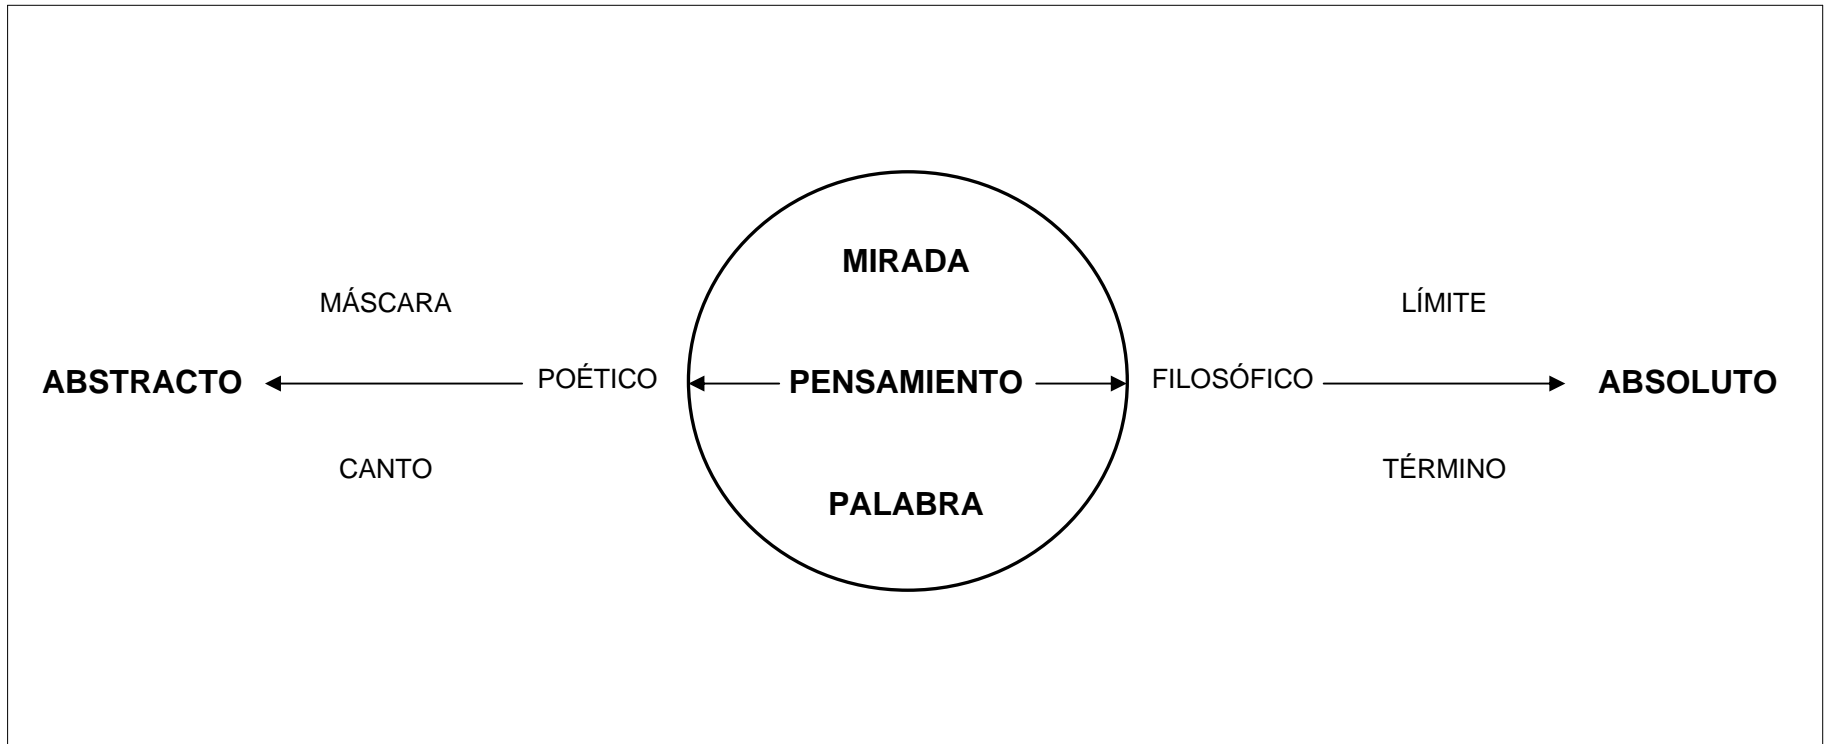 MIRADA
MÁSCARA LÍMITE
ABSTRACTO POÉTICO PENSAMIENTO FILOSÓFICO ABSOLUTO
CANTO TÉRMINO
PALABRA